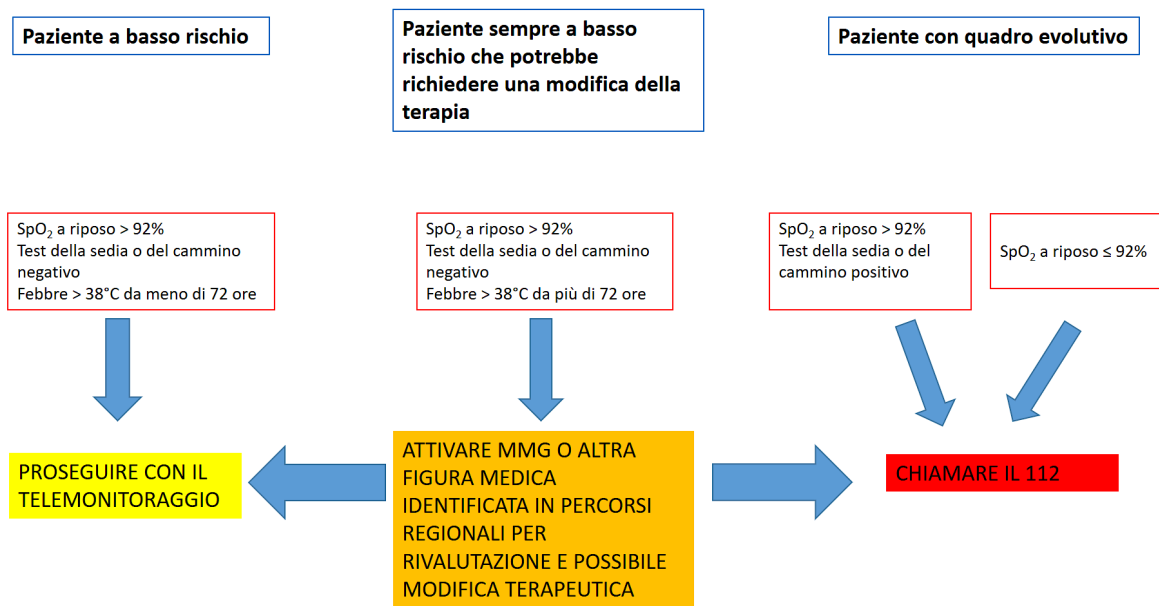 Paziente a basso rischio
Paziente sempre a basso
rischio che potrebbe
richiedere una modifica della
terapia
Paziente con quadro evolutivo
SpO₂ a riposo > 92%
Test della sedia o del cammino
negativo
Febbre > 38°C da meno di 72 ore
SpO₂ a riposo > 92%
Test della sedia o del cammino
negativo
Febbre > 38°C da più di 72 ore
SpO₂ a riposo > 92%
Test della sedia o del
cammino positivo
SpO₂ a riposo ≤ 92%
PROSEGUIRE CON IL
TELEMONITORAGGIO
ATTIVARE MMG O ALTRA
FIGURA MEDICA
IDENTIFICATA IN PERCORSI
REGIONALI PER
RIVALUTAZIONE E POSSIBILE
MODIFICA TERAPEUTICA
CHIAMARE IL 112